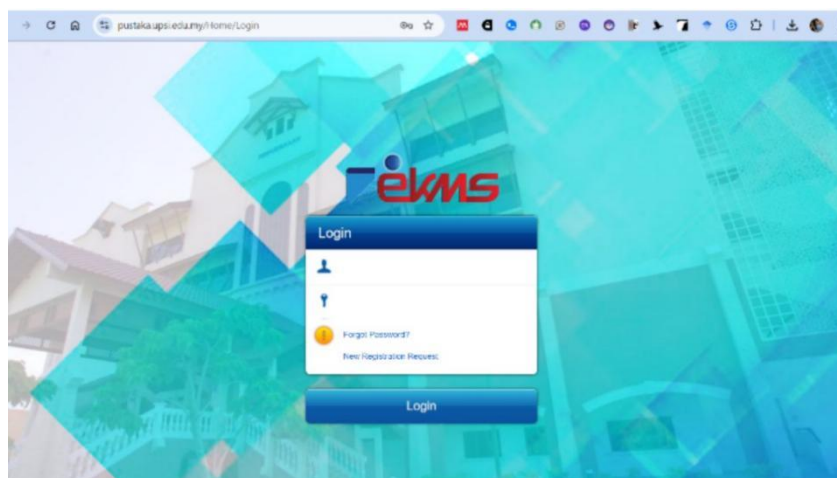 pustaka.upsi.edu.my/Home/Login
ekms
Login
Forgot Password?
New Registration Request
Login